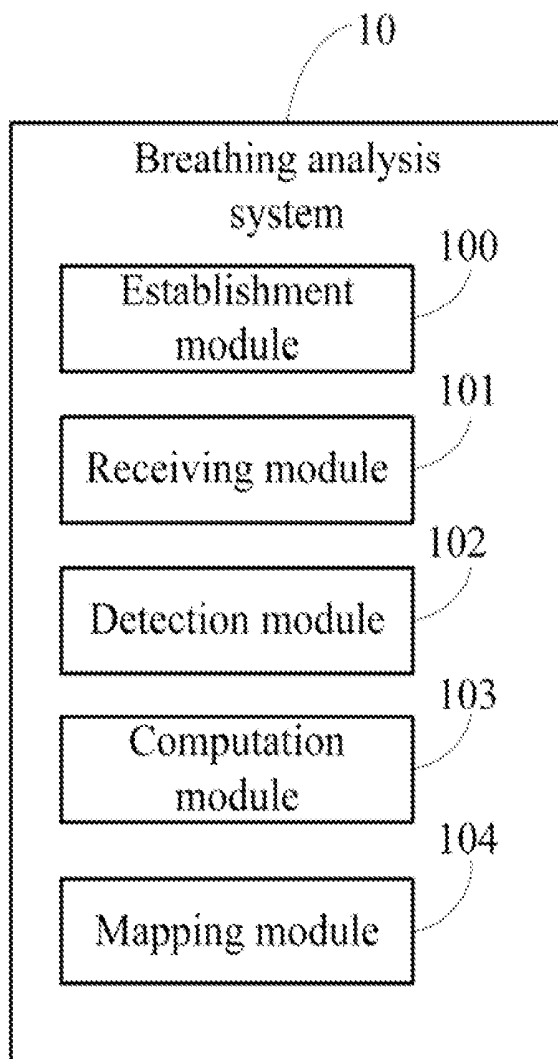 10
Breathing analysis
system
100
Establishment
module
101
Receiving module
102
Detection module
103
Computation
module
104
Mapping module